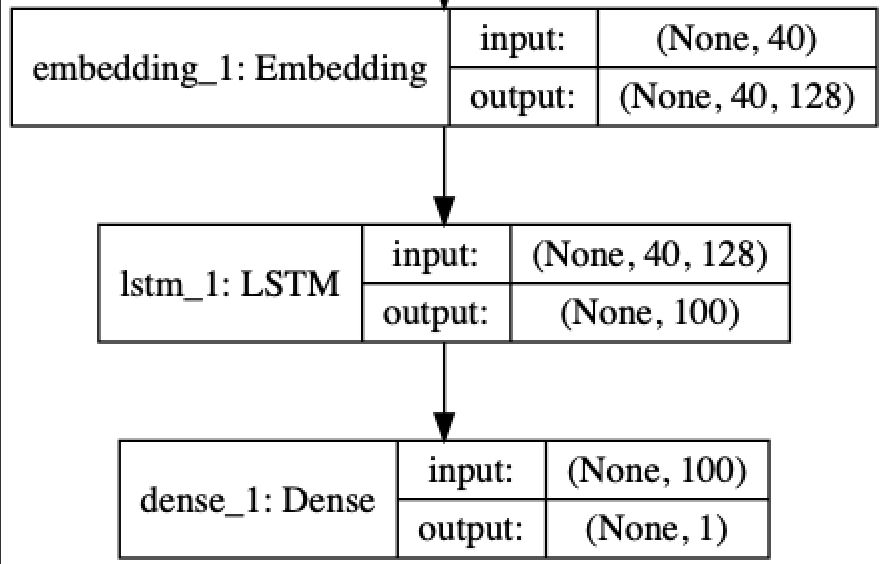 embedding_1: Embedding
input:
(None, 40)
output:
(None, 40, 128)
lstm_1: LSTM
input:
(None, 40, 128)
output:
(None, 100)
dense_1: Dense
input:
(None, 100)
output:
(None, 1)